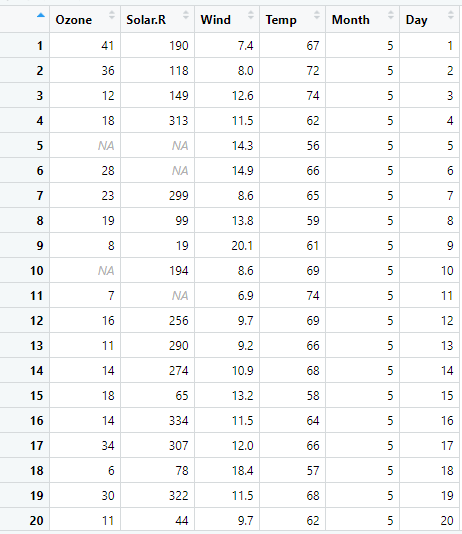 Ozone Solar.R Wind Temp Month Day
1 41 190 7.4 67 5 1
2 36 118 8.0 72 5 2
3 12 149 12.6 74 5 3
4 18 313 11.5 62 5 4
5 NA NA 14.3 56 5 5
6 28 NA 14.9 66 5 6
7 23 299 8.6 65 5 7
8 19 99 13.8 59 5 8
9 8 19 20.1 61 5 9
10 NA 194 8.6 69 5 10
11 7 NA 6.9 74 5 11
12 16 256 9.7 69 5 12
13 11 290 9.2 66 5 13
14 14 274 10.9 68 5 14
15 18 65 13.2 58 5 15
16 14 334 11.5 64 5 16
17 34 307 12.0 66 5 17
18 6 78 18.4 57 5 18
19 30 322 11.5 68 5 19
20 11 44 9.7 62 5 20